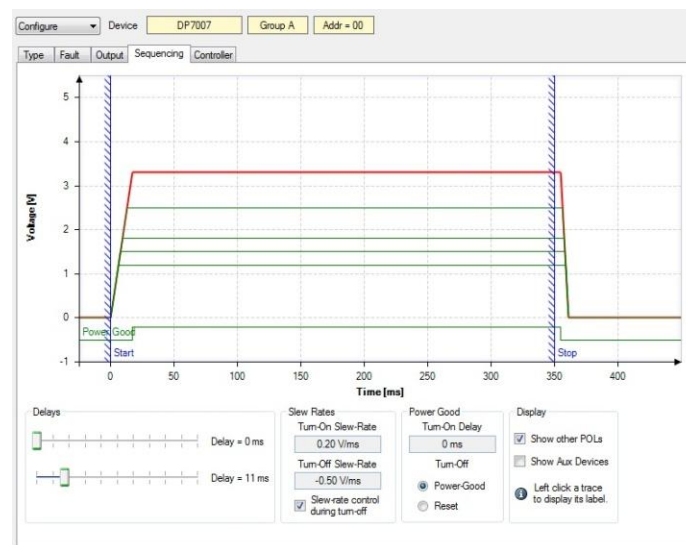 Configure Device DP7007 Group A Addr = 00
Type Fault Output Sequencing Controller
5
4
3
2
1
0
-1
Voltage [V]
Power Good
Start
Stop
0 50 100 150 200 250 300 350 400
Time [ms]
Delays
Delay = 0 ms
Delay = 11 ms
Slew Rates
Turn-On Slew-Rate
0.20 V/ms
Turn-Off Slew-Rate
-0.50 V/ms
Slew-rate control
during turn-off
Power Good
Turn-On Delay
0 ms
Turn-Off
Power-Good
Reset
Display
Show other POLs
Show Aux Devices
Left click a trace
to display its label.